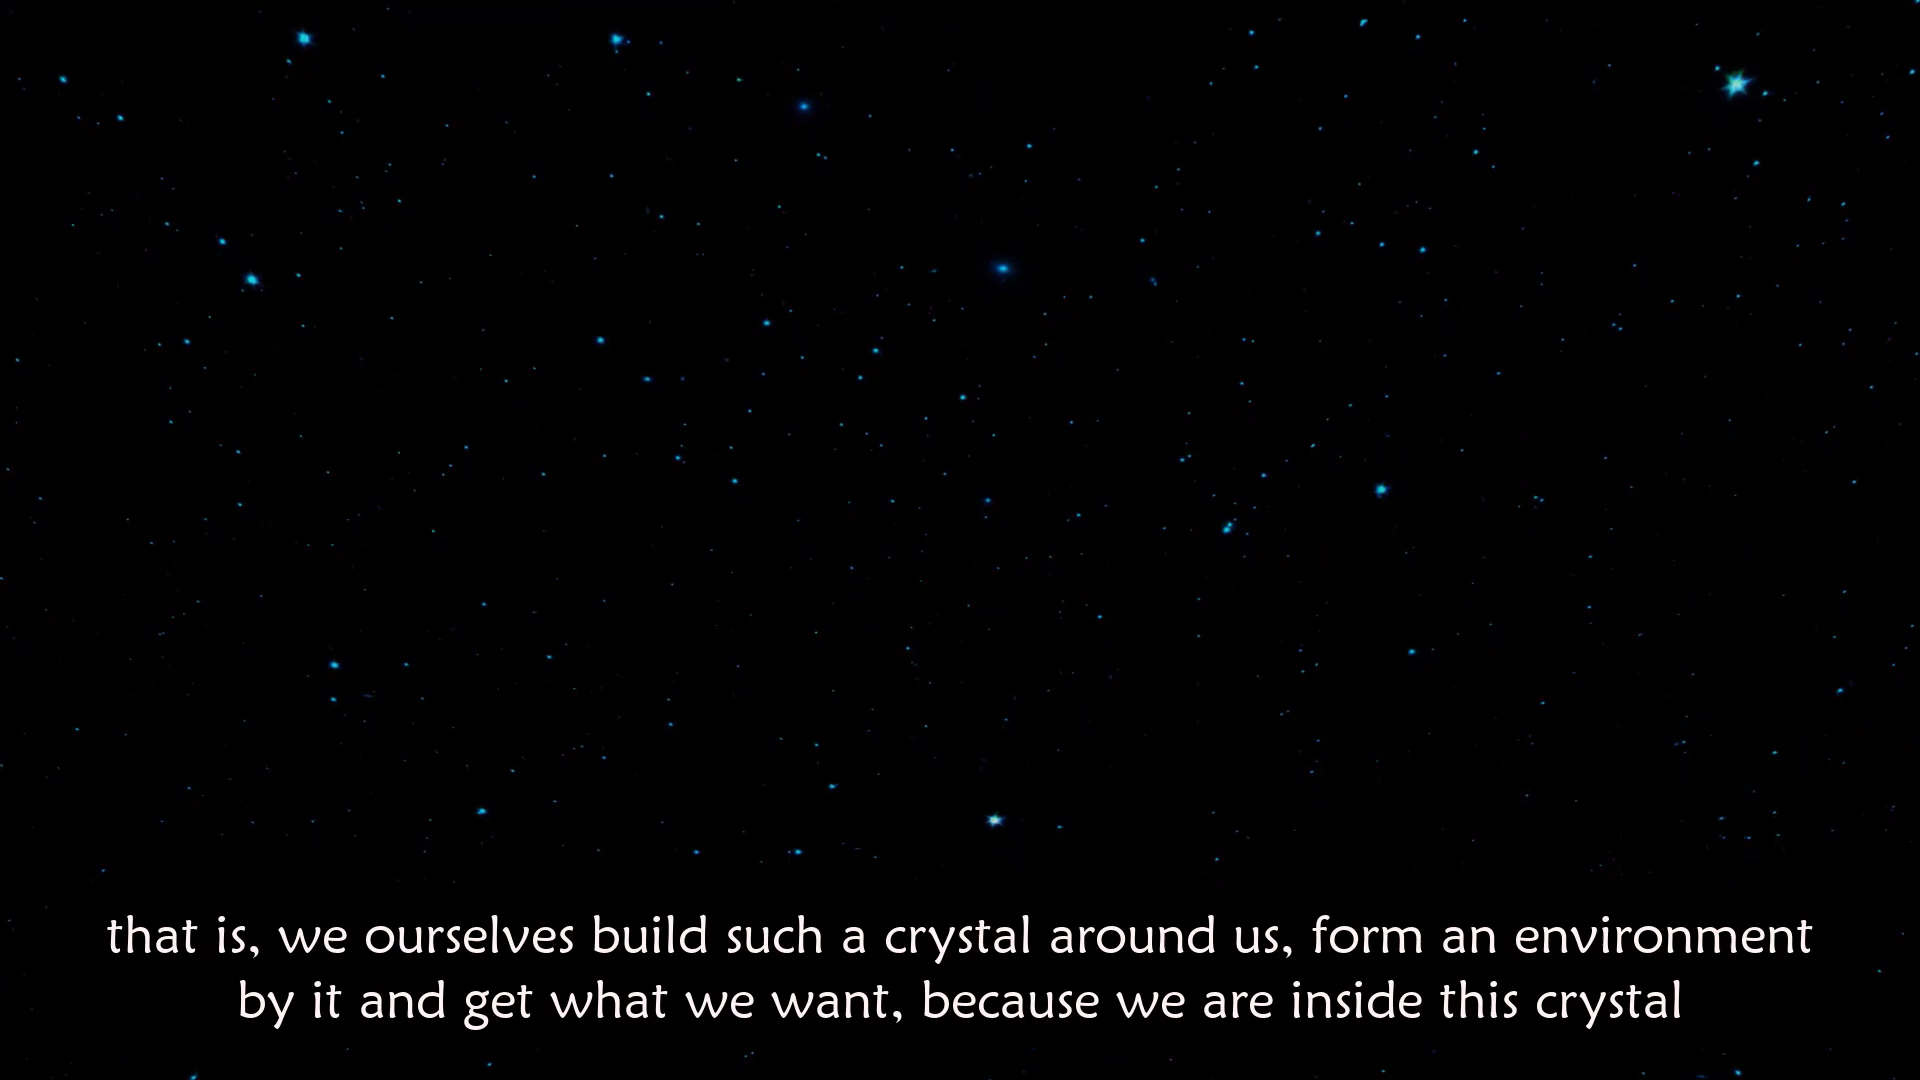 that is, we ourselves build such a crystal around us, form an environment
by it and get what we want, because we are inside this crystal